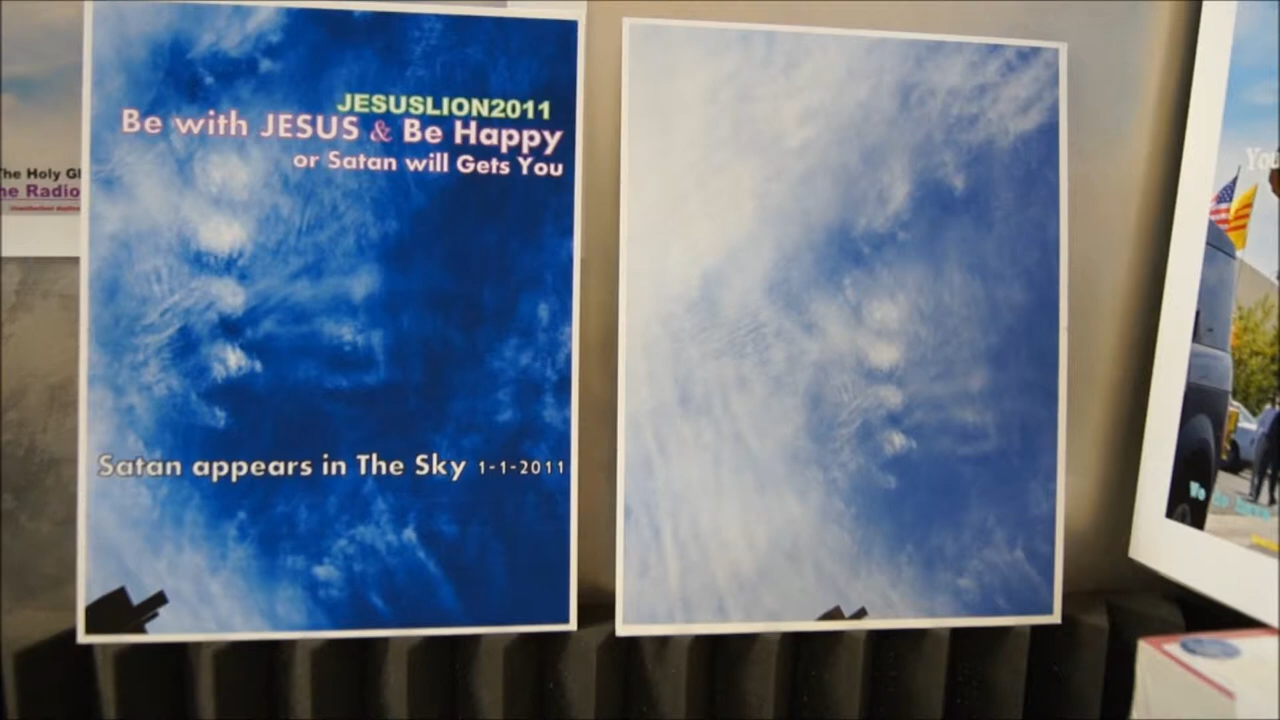 The Holy Gl
he Radio
JESUSLION2011
Be with JESUS & Be Happy
or Satan will Gets You
Satan appears in The Sky 1-1-2011
You